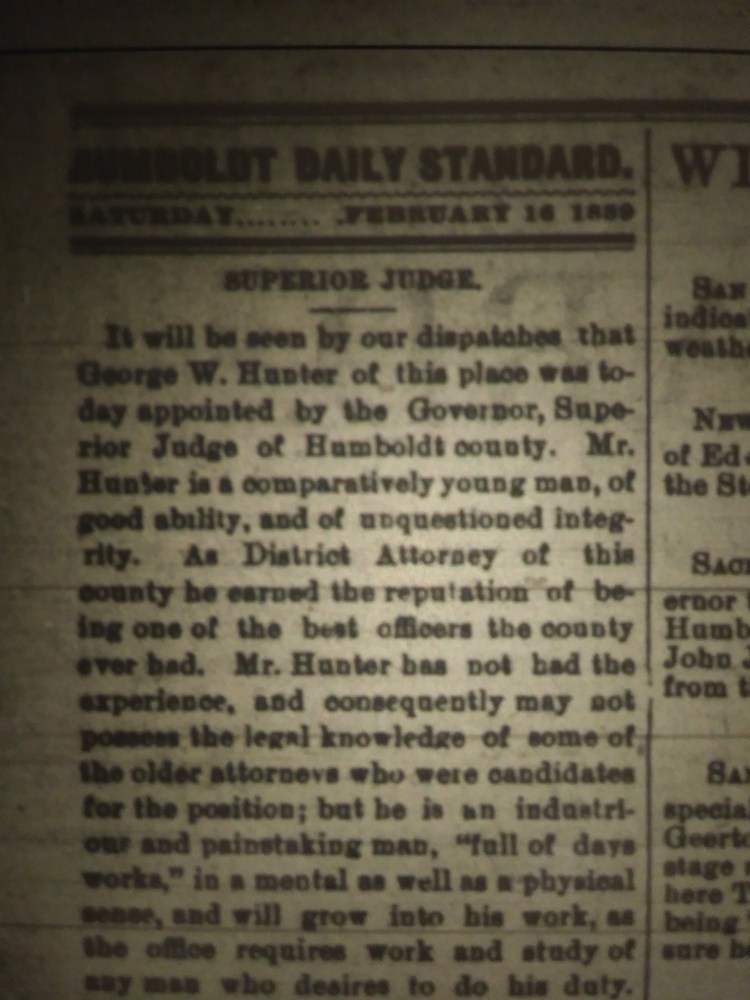 HUMBOLDT DAILY STANDARD.
SATURDAY......... .FEBRUARY 16 1889
SUPERIOR JUDGE.
It will be seen by our dispatches that
George W. Hunter of this place was to-
day appointed by the Governor, Supe-
rior Judge of Humboldt county. Mr.
Hunter is a comparatively young man, of
good ability, and of unquestioned integ-
rity. As District Attorney of this
county he earned the reputation of be-
ing one of the best officers the county
ever had. Mr. Hunter has not had the
experience, and consequently may not
possess the legal knowledge of some of
the older attorneys who were candidates
for the position; but he is an industri-
our and painstaking man, "full of days
works," in a mental as well as a physical
sense, and will grow into his work, as
the office requires work and study of
any man who desires to do his duty.
WI
SAN
indica
weathe
NEW
of Ed
the St
SACR
ernor
Humb
John J
from t
SAN
specia
Geerto
stage
here T
being
sure he